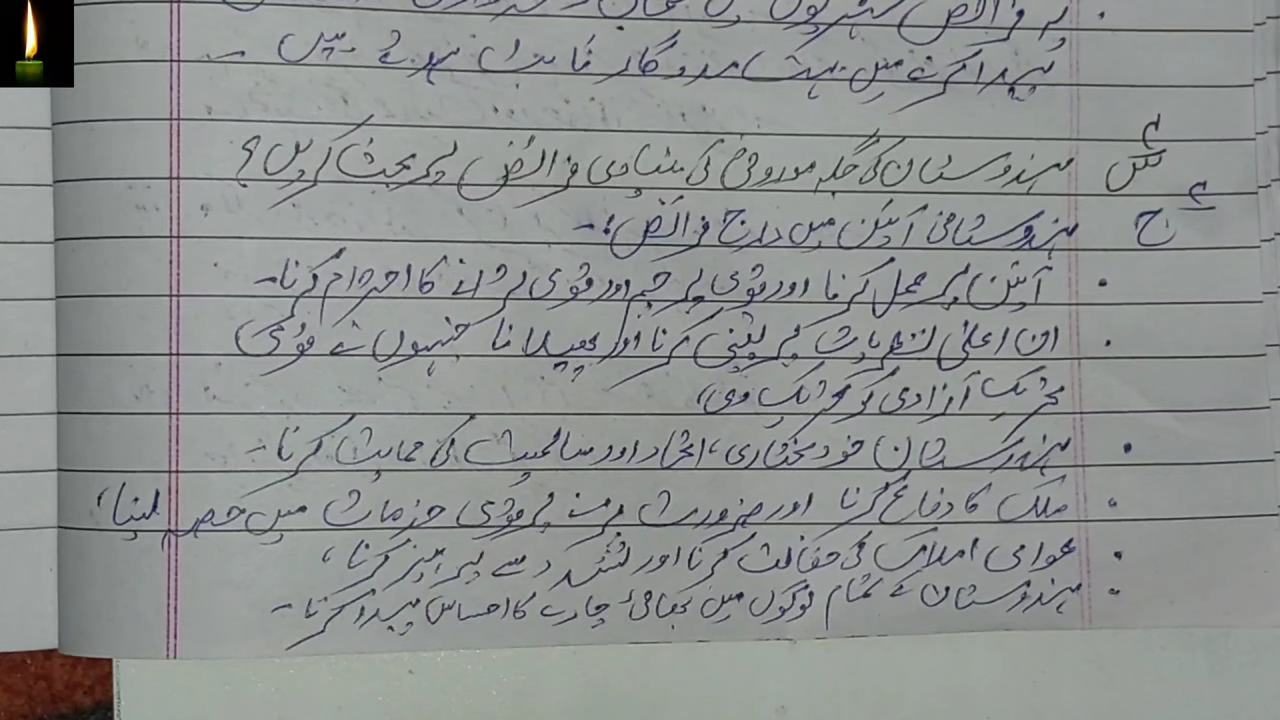 یہ فرائض شہریوں میں
پیدا کرنے میں بہت مددگار ثابت ہوتے ہیں ۔
س ہندوستان کی جگہ کی بنیادی فرائض پر بحث کریں؟
ج ہندوستانی آئین میں درج فرائض :۔
• آئین پر عمل کرنا اور قومی پرچم اور قومی ترانے کا احترام کرنا۔
• ان اعلیٰ نظریات پر یقین کرنا اور پھیلانا جنہوں نے قومی
تحریک آزادی کو تحریک دی،
• ہندوستان خودمختاری، اتحاد اور سالمیت کی حمایت کرنا۔
• ملک کا دفاع کرنا اور ضرورت پڑنے پر قومی خدمات میں حصہ لینا،
• عوامی املاک کی حفاظت کرنا اور تشدد سے پرہیز کرنا،
• ہندوستان کے تمام لوگوں میں بھائی چارے کا احساس پیدا کرنا۔